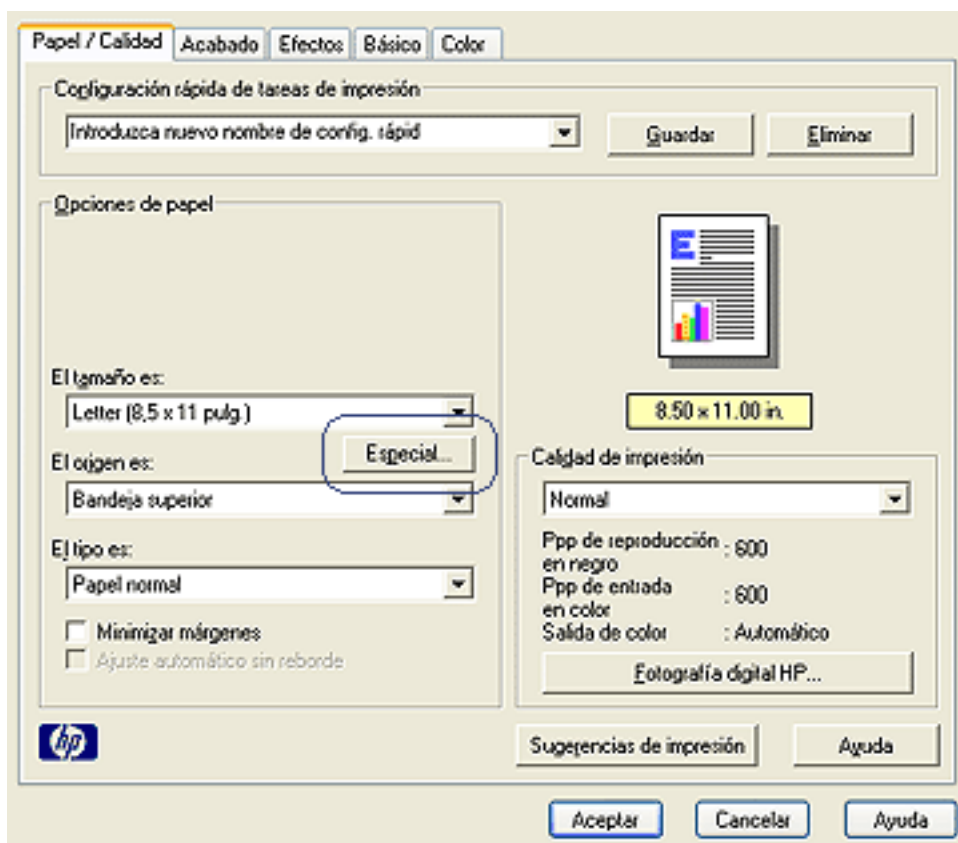 Papel / Calidad Acabado Efectos Básico Color
Configuración rápida de tareas de impresión
Introduzca nuevo nombre de config. rápid Guardar Eliminar
Opciones de papel
E
El tamaño es:
Letter (8,5 x 11 pulg.) 8.50 x 11.00 in.
Especial...
El origen es: Calidad de impresión
Bandeja superior Normal
El tipo es: Ppp de reproducción : 600
en negro
Papel normal Ppp de entrada : 600
en color
Minimizar márgenes Salida de color : Automático
Ajuste automático sin reborde Fotografía digital HP...
hp Sugerencias de impresión Ayuda
Aceptar Cancelar Ayuda